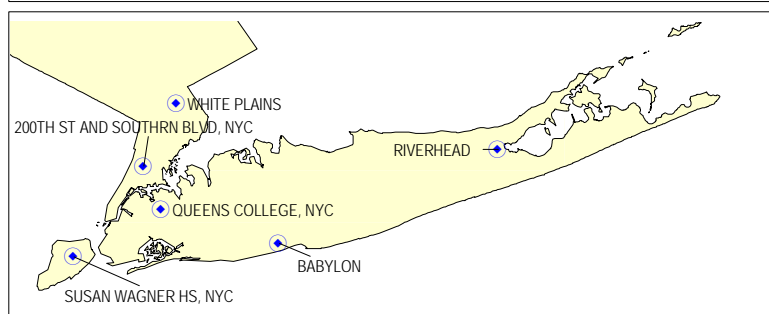 WHITE PLAINS
200TH ST AND SOUTHRN BLVD, NYC
RIVERHEAD
QUEENS COLLEGE, NYC
BABYLON
SUSAN WAGNER HS, NYC